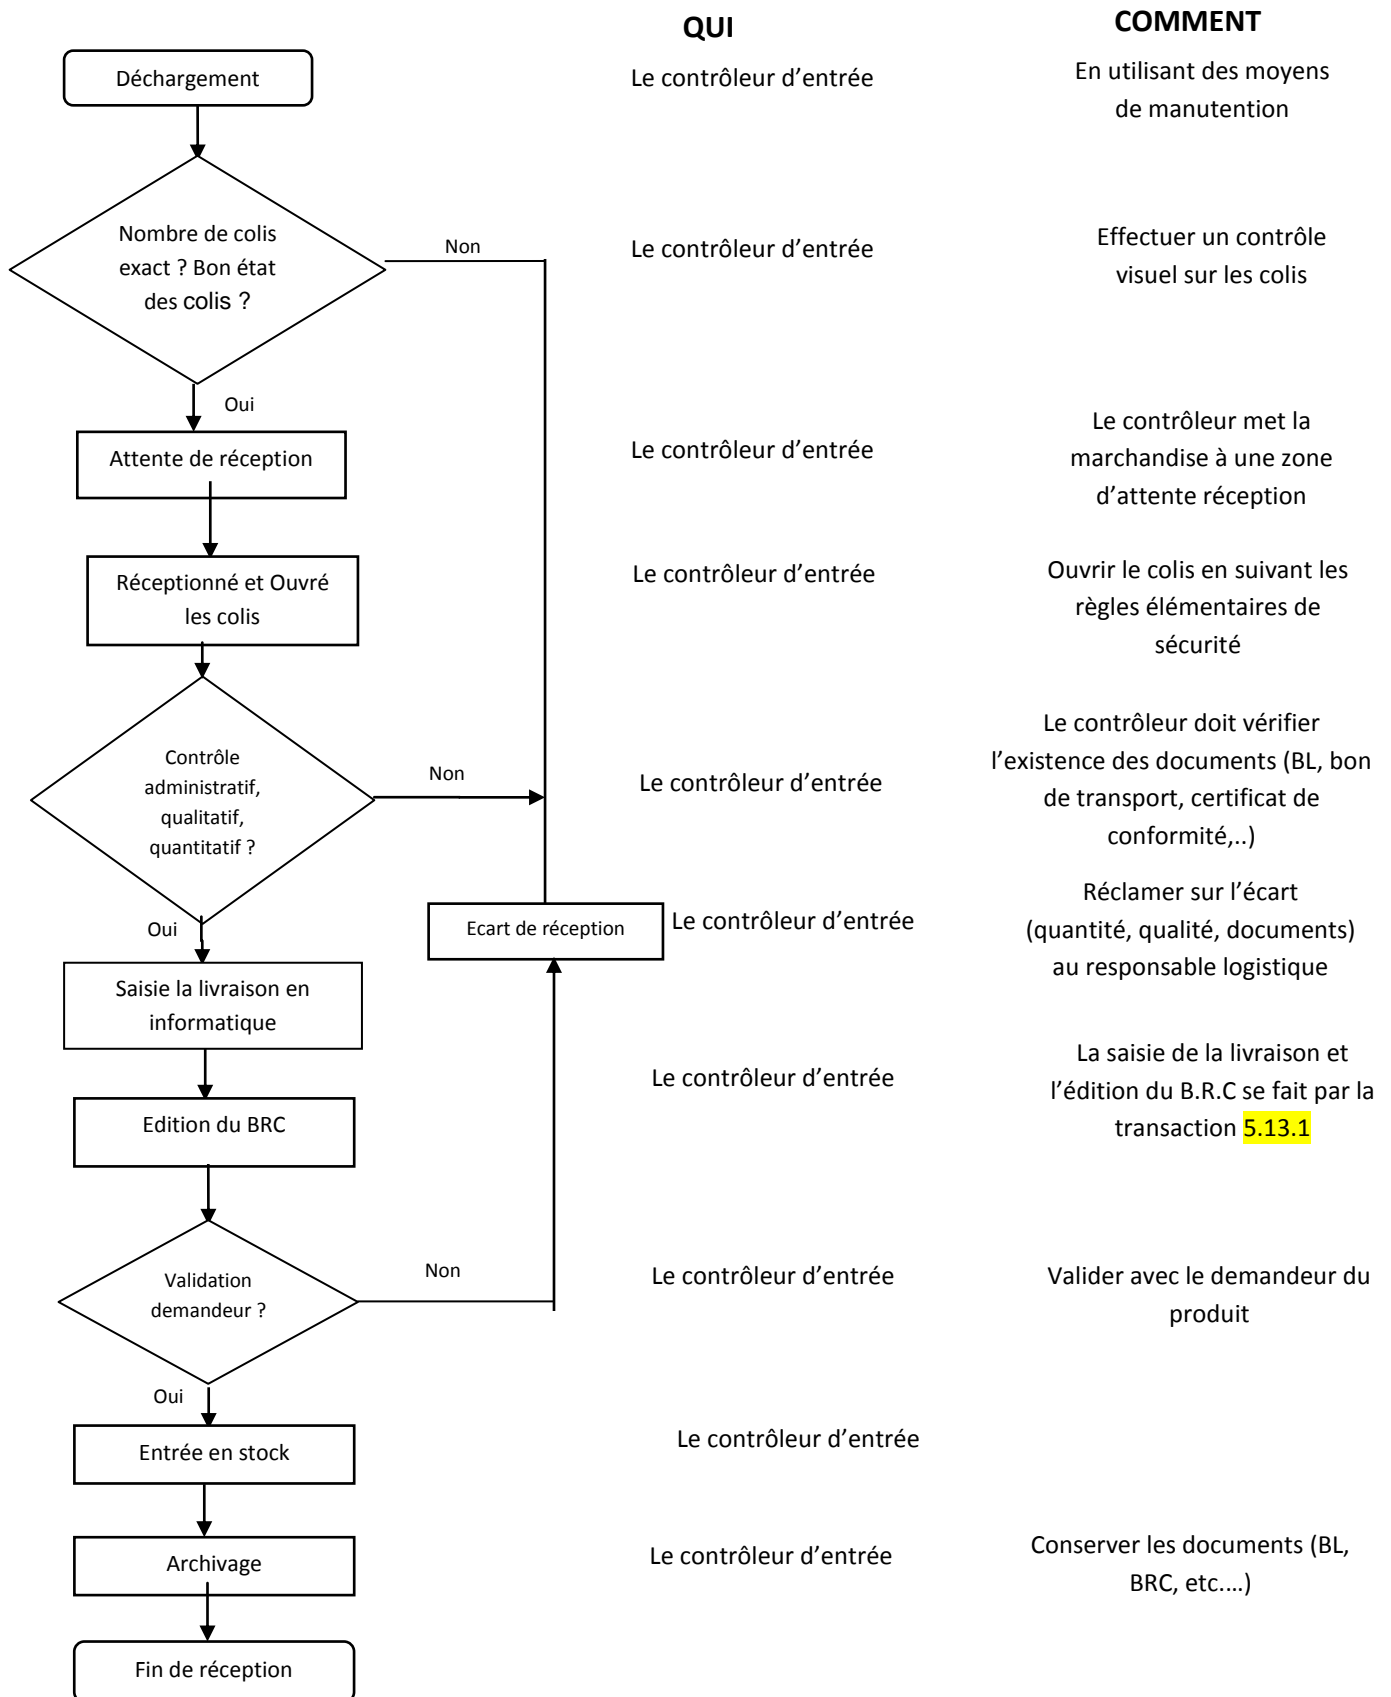 QUI
COMMENT
Déchargement
Le contrôleur d’entrée
En utilisant des moyens
de manutention
Nombre de colis
exact ? Bon état
des colis ?
Non
Le contrôleur d’entrée
Effectuer un contrôle
visuel sur les colis
Oui
Attente de réception
Le contrôleur d’entrée
Le contrôleur met la
marchandise à une zone
d’attente réception
Réceptionné et Ouvré
les colis
Le contrôleur d’entrée
Ouvrir le colis en suivant les
règles élémentaires de
sécurité
Contrôle
administratif,
qualitatif,
quantitatif ?
Non
Le contrôleur d’entrée
Le contrôleur doit vérifier
l’existence des documents (BL, bon
de transport, certificat de
conformité,..)
Oui
Ecart de réception
Le contrôleur d’entrée
Réclamer sur l’écart
(quantité, qualité, documents)
au responsable logistique
Saisie la livraison en
informatique
Edition du BRC
Le contrôleur d’entrée
La saisie de la livraison et
l’édition du B.R.C se fait par la
transaction 5.13.1
Validation
demandeur ?
Non
Le contrôleur d’entrée
Valider avec le demandeur du
produit
Oui
Entrée en stock
Le contrôleur d’entrée
Archivage
Le contrôleur d’entrée
Conserver les documents (BL,
BRC, etc.…)
Fin de réception